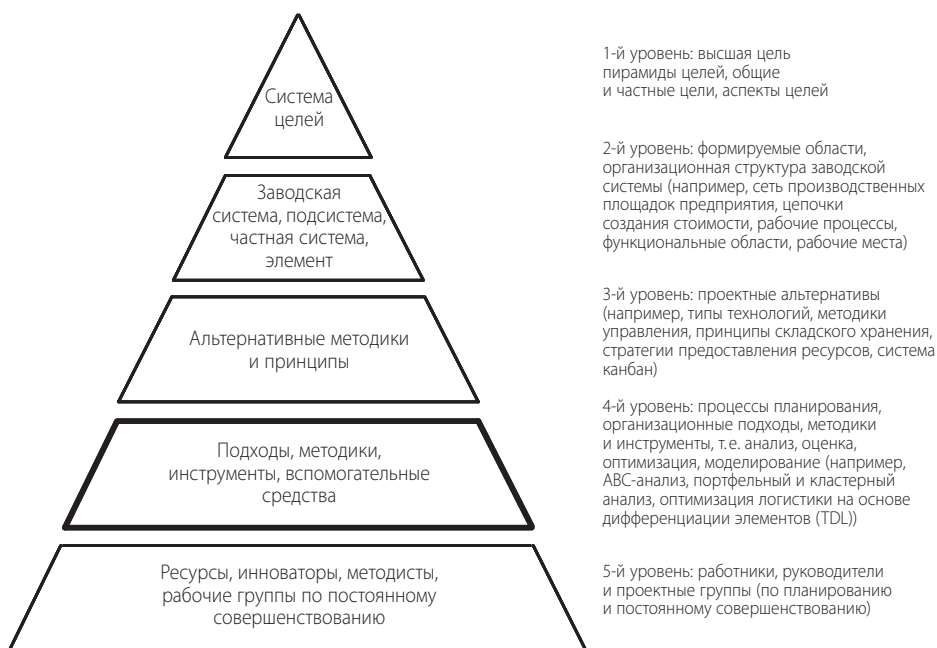 Система
целей
1-й уровень: высшая цель
пирамиды целей, общие
и частные цели, аспекты целей
Заводская
система, подсистема,
частная система,
элемент
2-й уровень: формируемые области,
организационная структура заводской
системы (например, сеть производственных
площадок предприятия, цепочки
создания стоимости, рабочие процессы,
функциональные области, рабочие места)
Альтернативные методики
и принципы
3-й уровень: проектные альтернативы
(например, типы технологий, методики
управления, принципы складского хранения,
стратегии предоставления ресурсов, система
канбан)
Подходы, методики,
инструменты, вспомогательные
средства
4-й уровень: процессы планирования,
организационные подходы, методики
и инструменты, т. е. анализ, оценка,
оптимизация, моделирование (например,
АВС-анализ, портфельный и кластерный
анализ, оптимизация логистики на основе
дифференциации элементов (TDL))
Ресурсы, инноваторы, методисты,
рабочие группы по постоянному
совершенствованию
5-й уровень: работники, руководители
и проектные группы (по планированию
и постоянному совершенствованию)